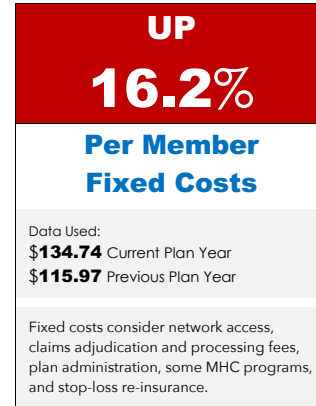 UP
16.2%
Per Member
Fixed Costs
Data Used:
$134.74 Current Plan Year
$115.97 Previous Plan Year
Fixed costs consider network access,
claims adjudication and processing fees,
plan administration, some MHC programs,
and stop-loss re-insurance.